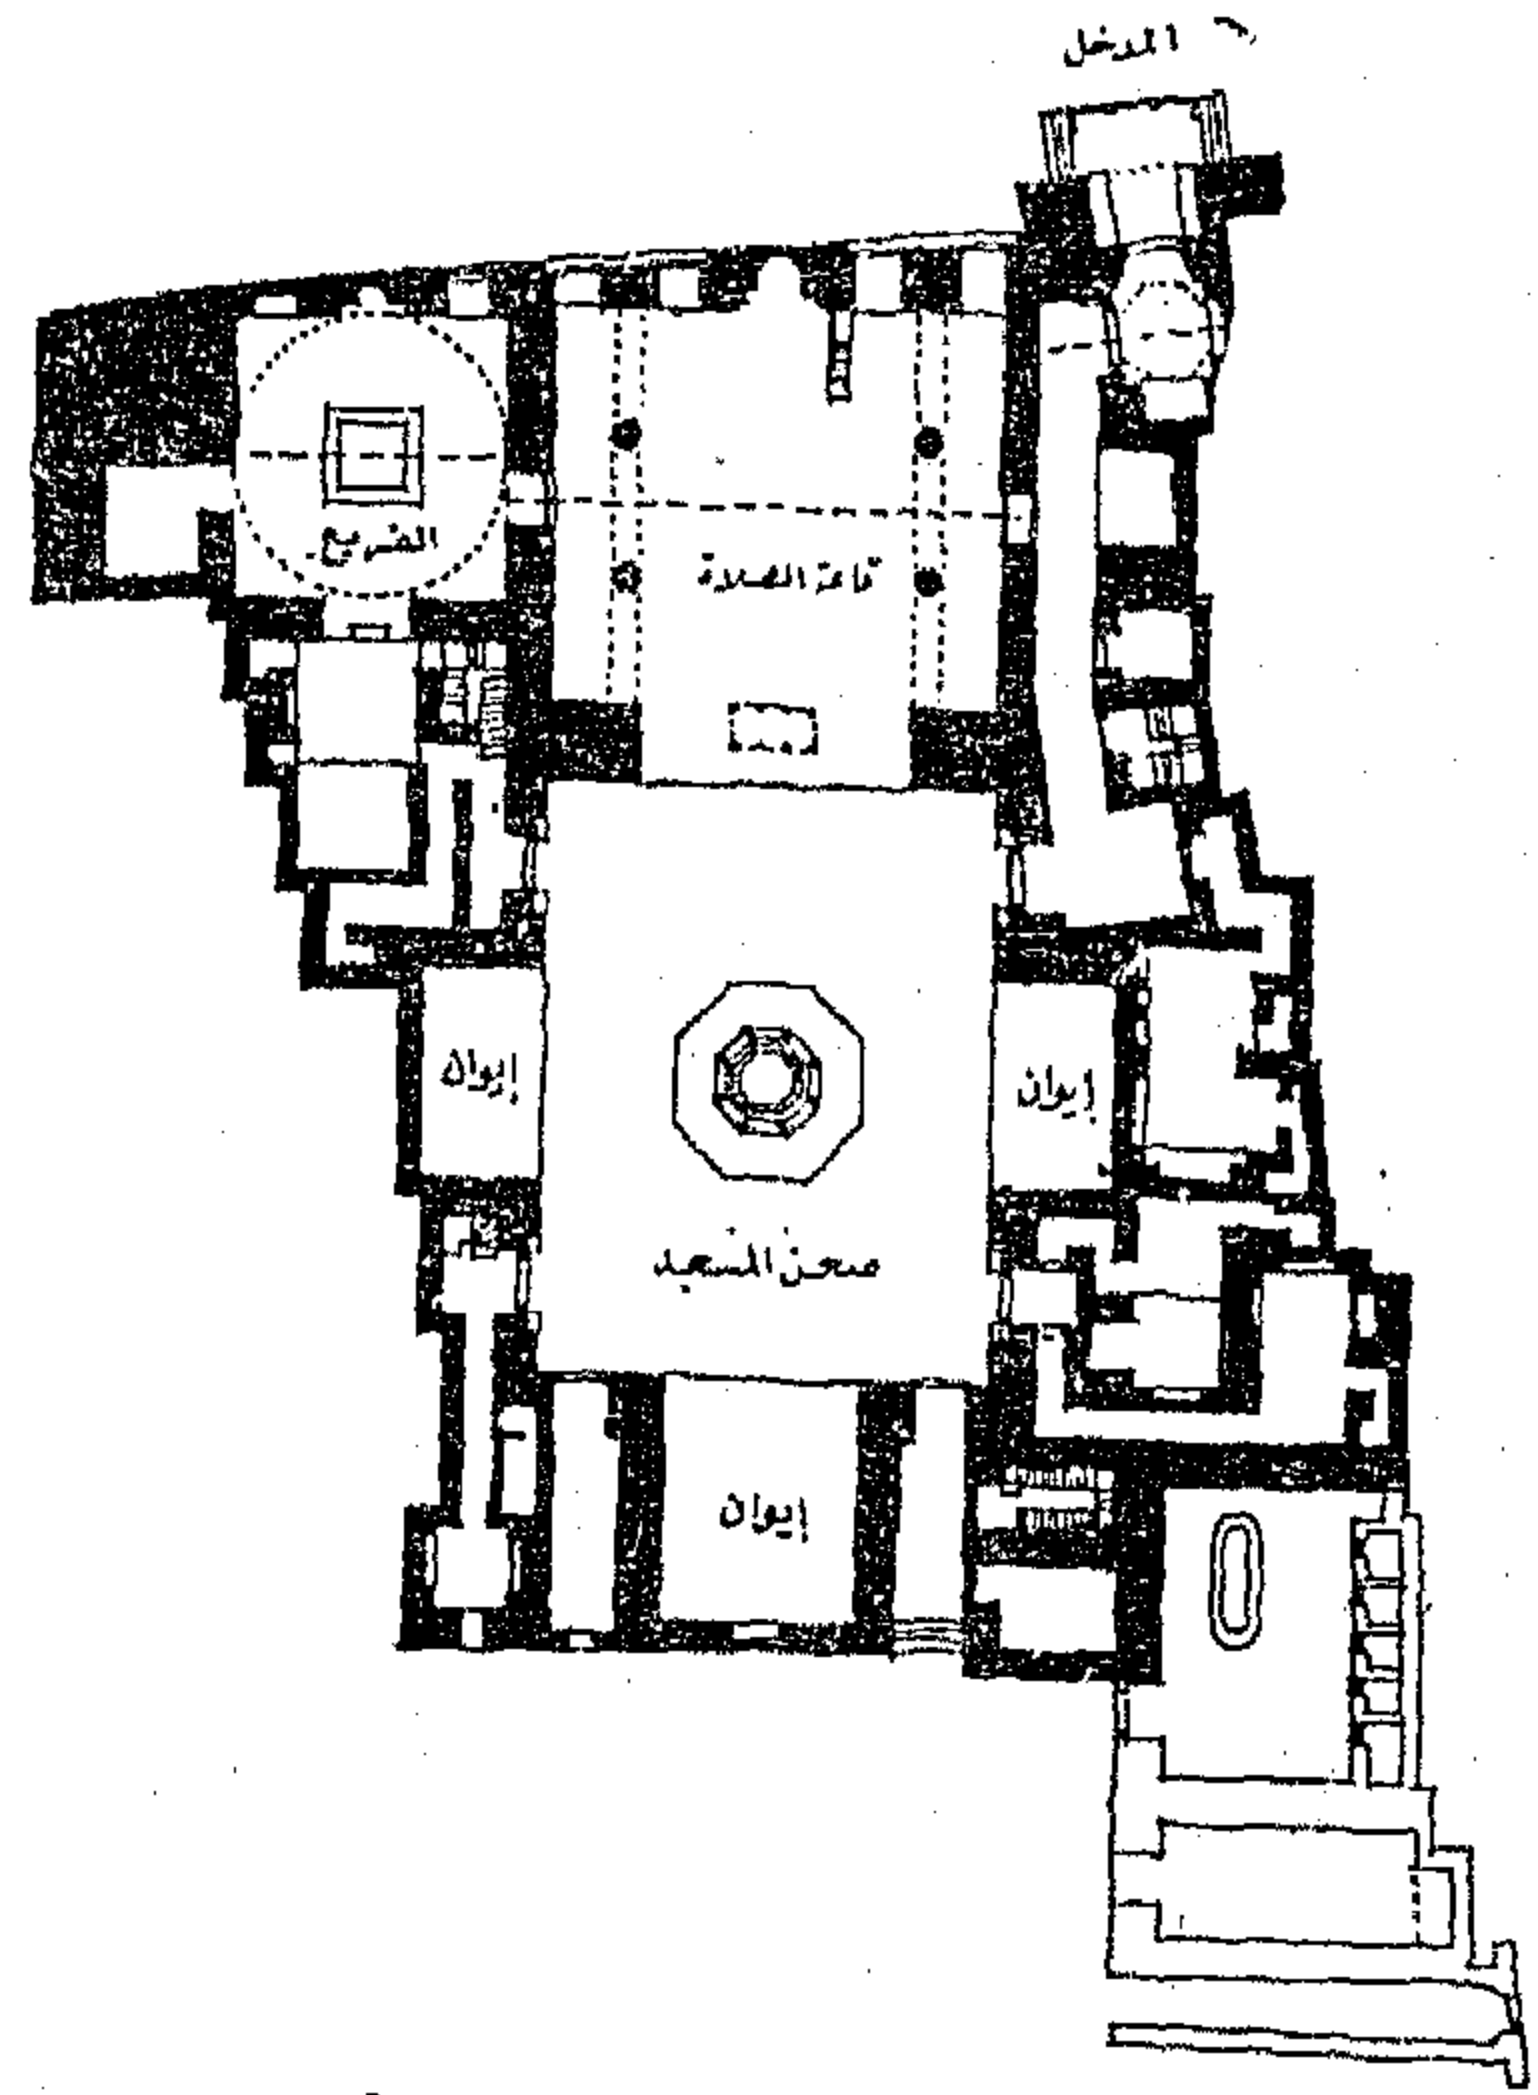 المدخل
الضريح
قاعة الصلاة
إيوان
إيوان
صحن المسجد
إيوان